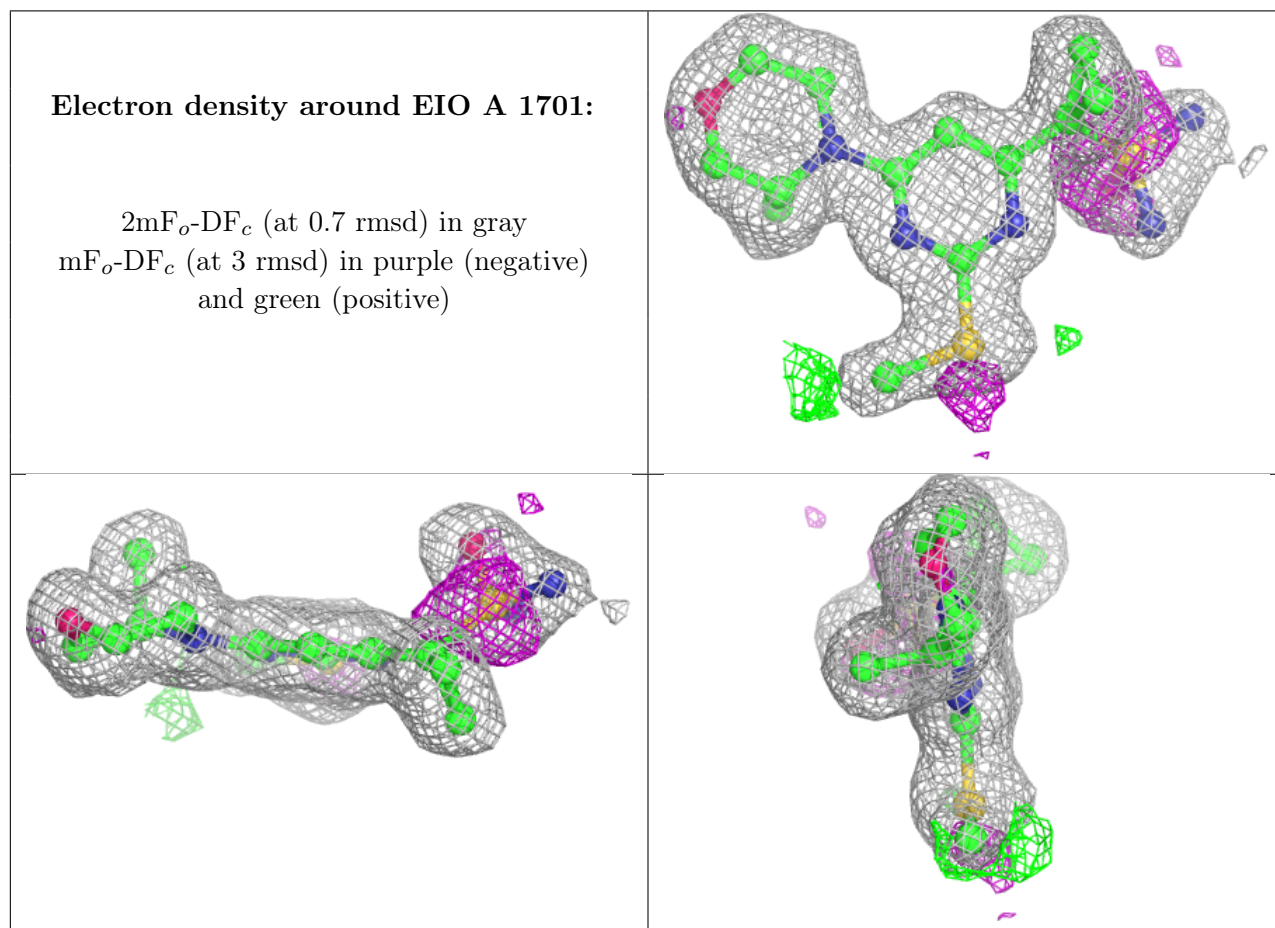 Electron density around EIO A 1701:
2mFo-DFc (at 0.7 rmsd) in gray
mFo-DFc (at 3 rmsd) in purple (negative)
and green (positive)